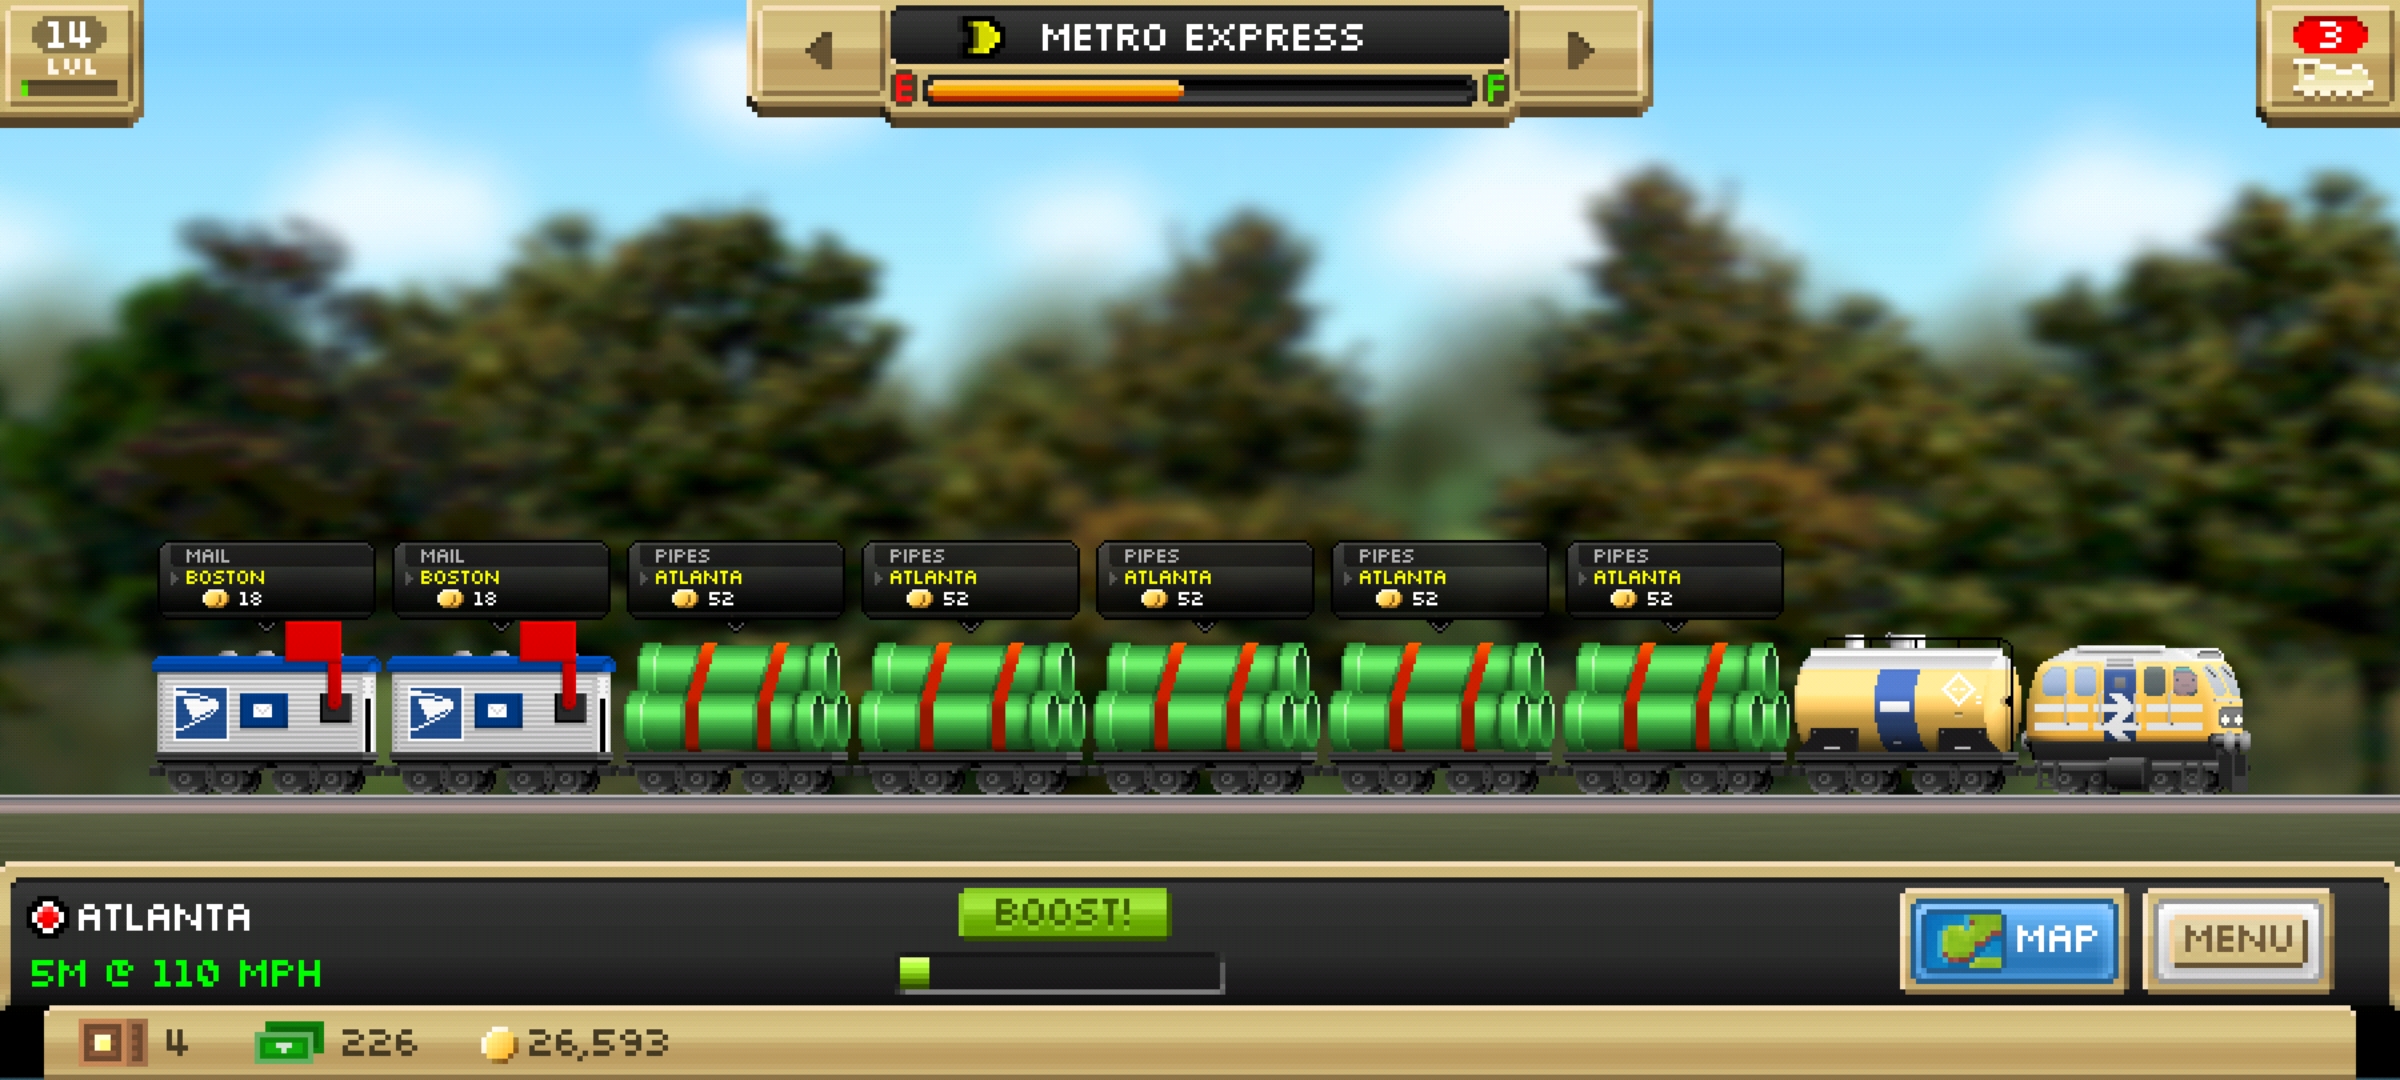 14
LVL
METRO EXPRESS
E
F
3
MAIL
BOSTON
18
MAIL
BOSTON
18
PIPES
ATLANTA
52
PIPES
ATLANTA
52
PIPES
ATLANTA
52
PIPES
ATLANTA
52
PIPES
ATLANTA
52
ATLANTA
5M @ 110 MPH
BOOST!
MAP
MENU
4
226
26,593